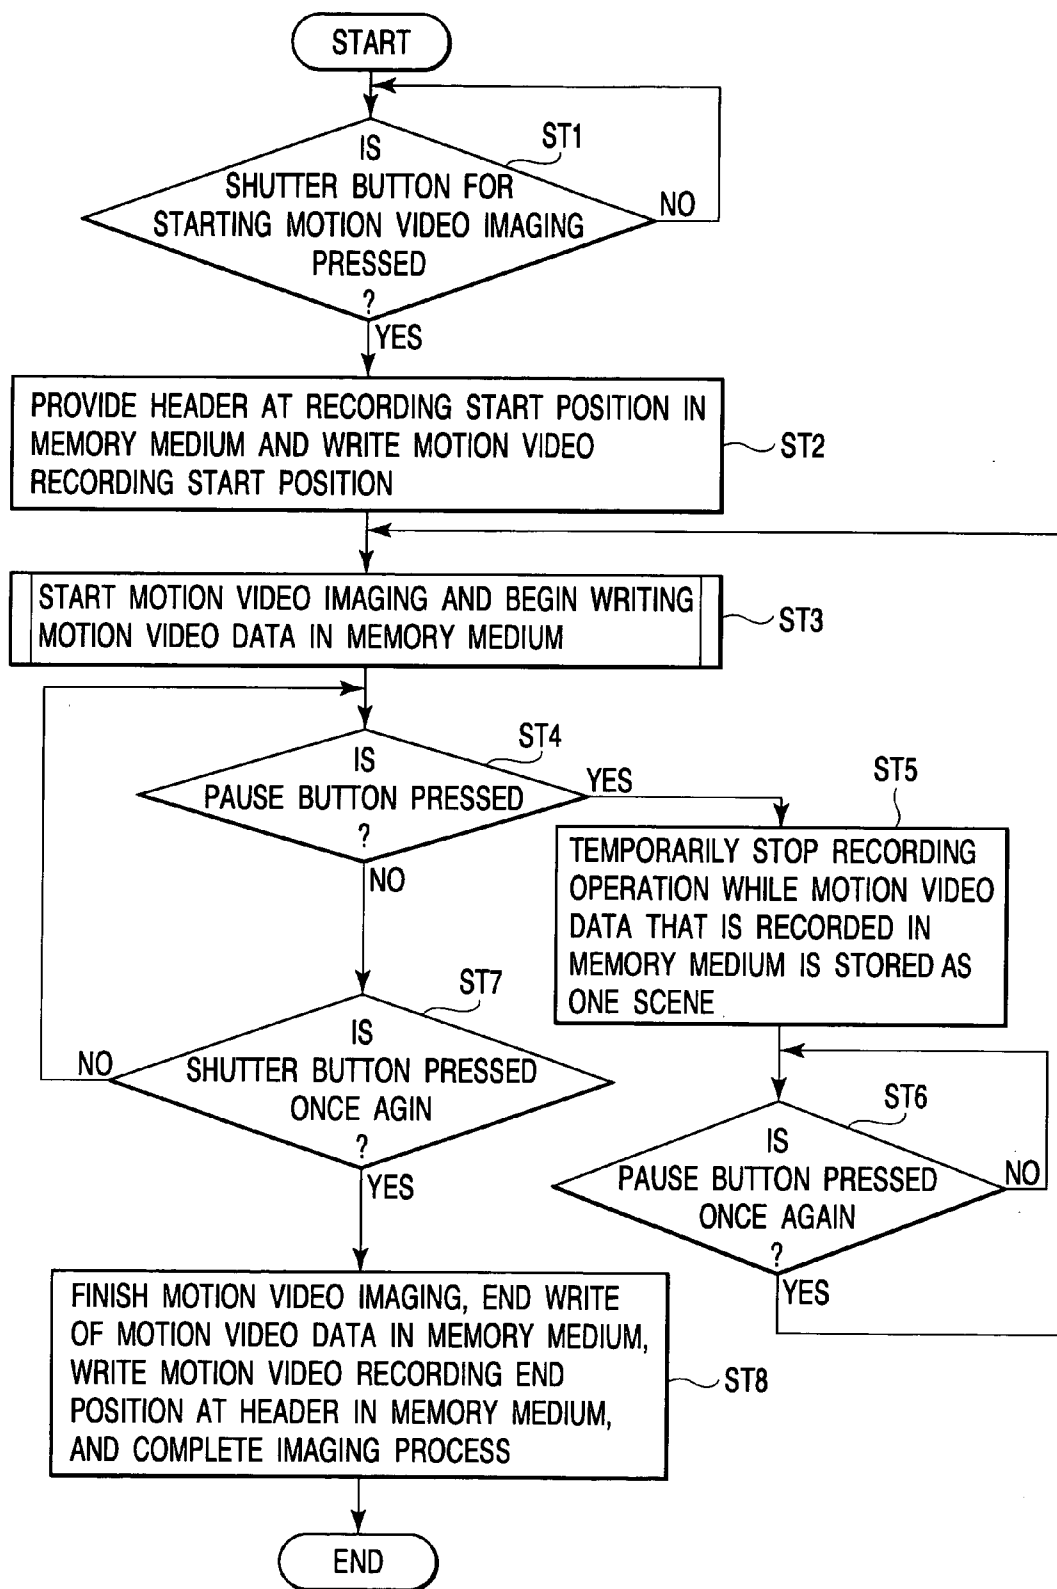 START
IS
SHUTTER BUTTON FOR
STARTING MOTION VIDEO IMAGING
PRESSED
?
ST1
NO
YES
PROVIDE HEADER AT RECORDING START POSITION IN
MEMORY MEDIUM AND WRITE MOTION VIDEO
RECORDING START POSITION
ST2
START MOTION VIDEO IMAGING AND BEGIN WRITING
MOTION VIDEO DATA IN MEMORY MEDIUM
ST3
IS
PAUSE BUTTON PRESSED
?
ST4
YES
NO
ST5
TEMPORARILY STOP RECORDING
OPERATION WHILE MOTION VIDEO
DATA THAT IS RECORDED IN
MEMORY MEDIUM IS STORED AS
ONE SCENE
ST7
IS
SHUTTER BUTTON PRESSED
ONCE AGIN
?
NO
YES
ST6
IS
PAUSE BUTTON PRESSED
ONCE AGAIN
?
NO
YES
FINISH MOTION VIDEO IMAGING, END WRITE
OF MOTION VIDEO DATA IN MEMORY MEDIUM,
WRITE MOTION VIDEO RECORDING END
POSITION AT HEADER IN MEMORY MEDIUM,
AND COMPLETE IMAGING PROCESS
ST8
END